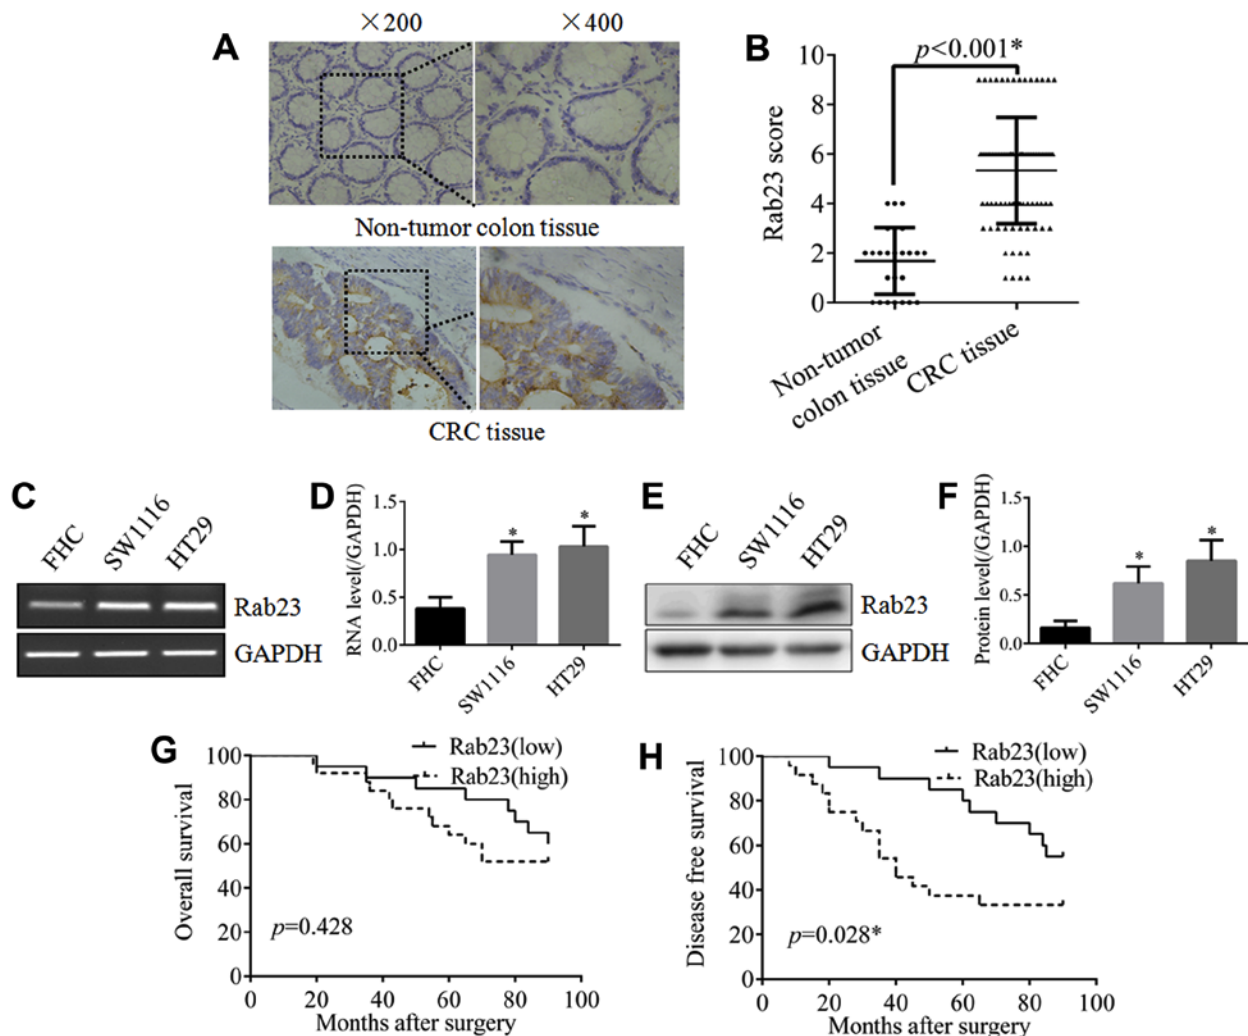 ×200
×400
A
Non-tumor colon tissue
CRC tissue
B
p<0.001*
Rab23 score
10
8
6
4
2
0
Non-tumor
colon tissue
CRC tissue
C
FHC
SW1116
HT29
Rab23
GAPDH
D
RNA level(/GAPDH)
1.5
1.0
0.5
0.0
*
*
FHC
SW1116
HT29
E
FHC
SW1116
HT29
Rab23
GAPDH
F
Protein level(/GAPDH)
1.5
1.0
0.5
0.0
*
*
FHC
SW1116
HT29
G
Overall survival
100
80
60
40
20
0
Rab23(low)
Rab23(high)
p=0.428
0 20 40 60 80 100
Months after surgery
H
Disease free survival
100
80
60
40
20
0
Rab23(low)
Rab23(high)
p=0.028*
0 20 40 60 80 100
Months after surgery